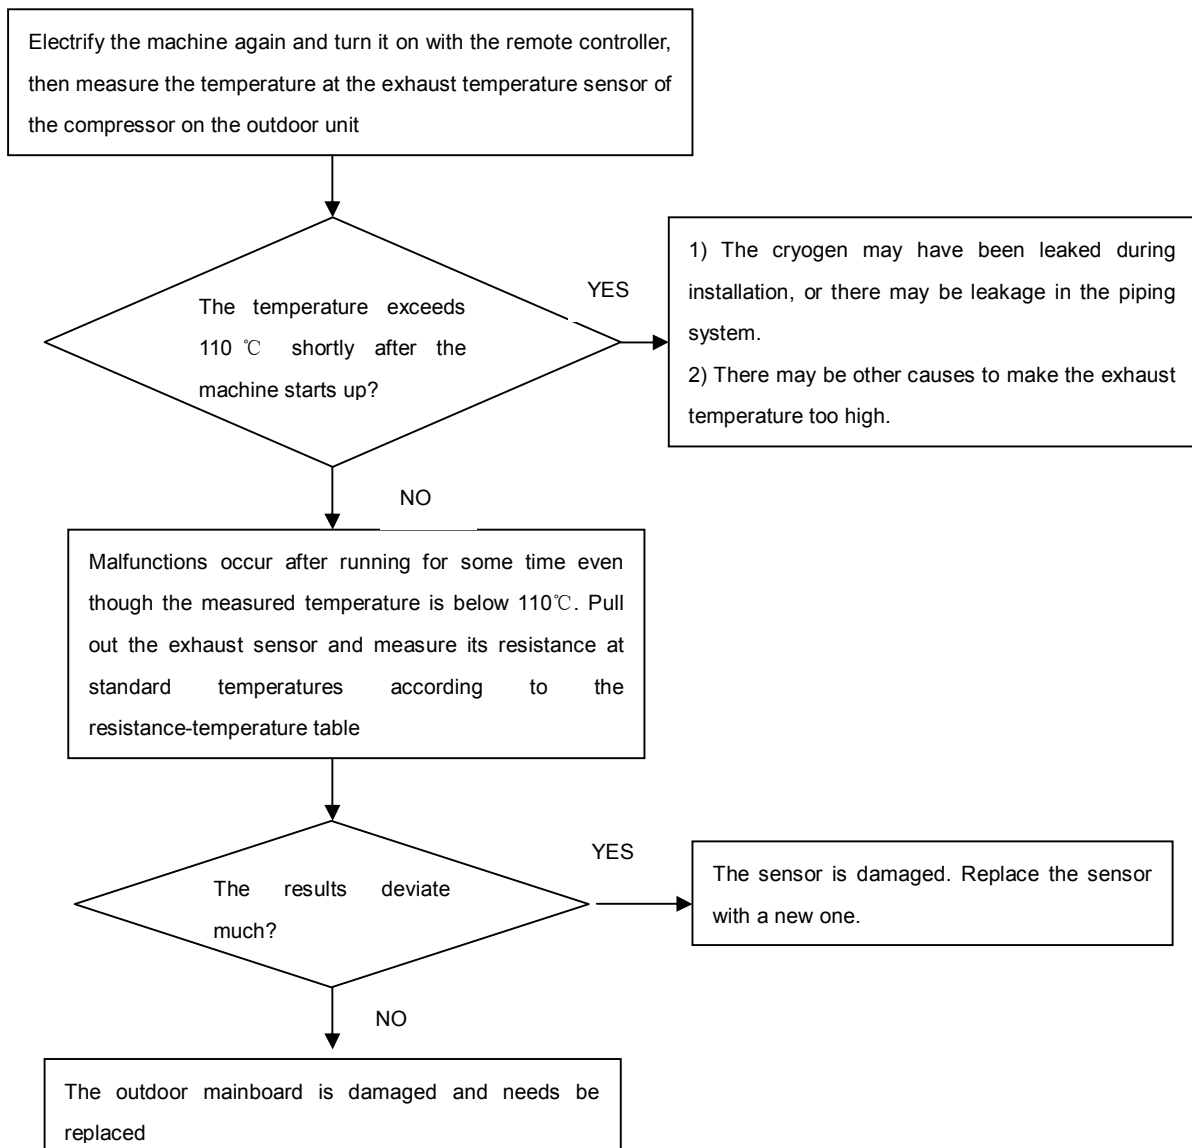 Electrify the machine again and turn it on with the remote controller,
then measure the temperature at the exhaust temperature sensor of
the compressor on the outdoor unit
The temperature exceeds
110 ℃ shortly after the
machine starts up?
YES
1) The cryogen may have been leaked during
installation, or there may be leakage in the piping
system.
2) There may be other causes to make the exhaust
temperature too high.
NO
Malfunctions occur after running for some time even
though the measured temperature is below 110℃. Pull
out the exhaust sensor and measure its resistance at
standard temperatures according to the
resistance-temperature table
The results deviate
much?
YES
The sensor is damaged. Replace the sensor
with a new one.
NO
The outdoor mainboard is damaged and needs be
replaced